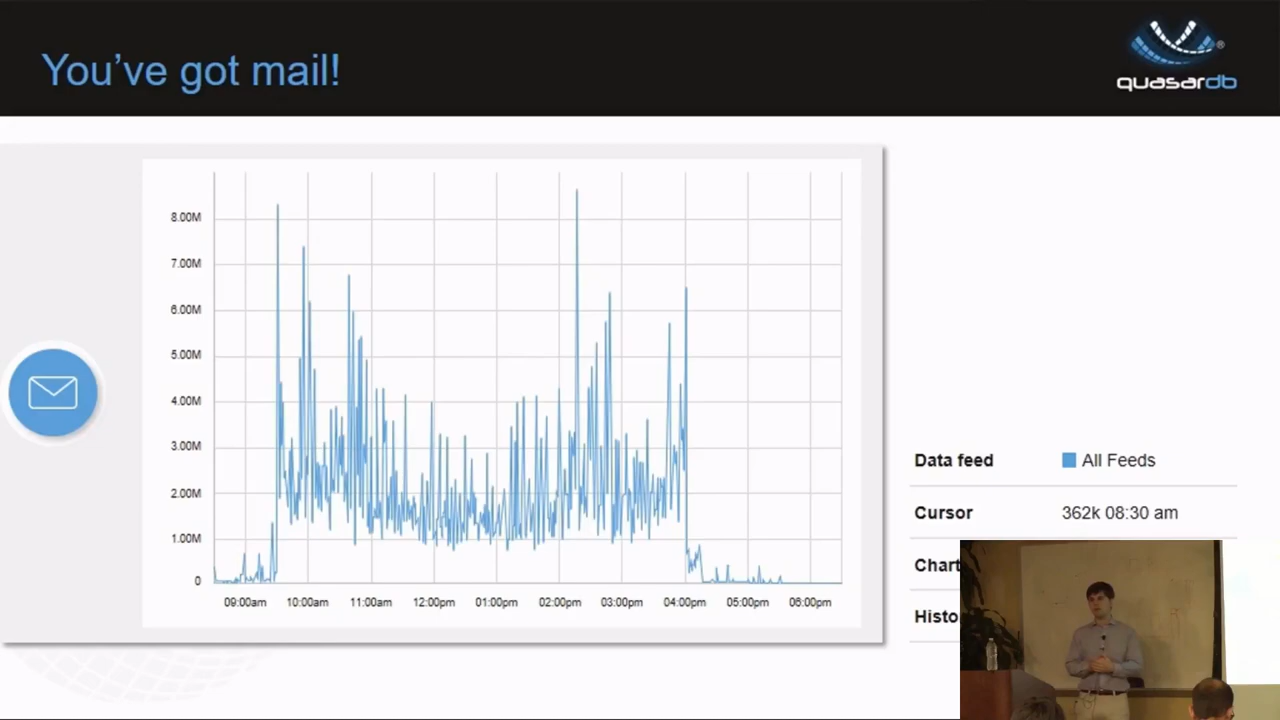 You've got mail!
quasardb
8.00M
7.00M
6.00M
5.00M
4.00M
3.00M
2.00M
1.00M
0
09:00am 10:00am 11:00am 12:00pm 01:00pm 02:00pm 03:00pm 04:00pm 05:00pm 06:00pm
Data feed All Feeds
Cursor 362k 08:30 am
Chart
Histo